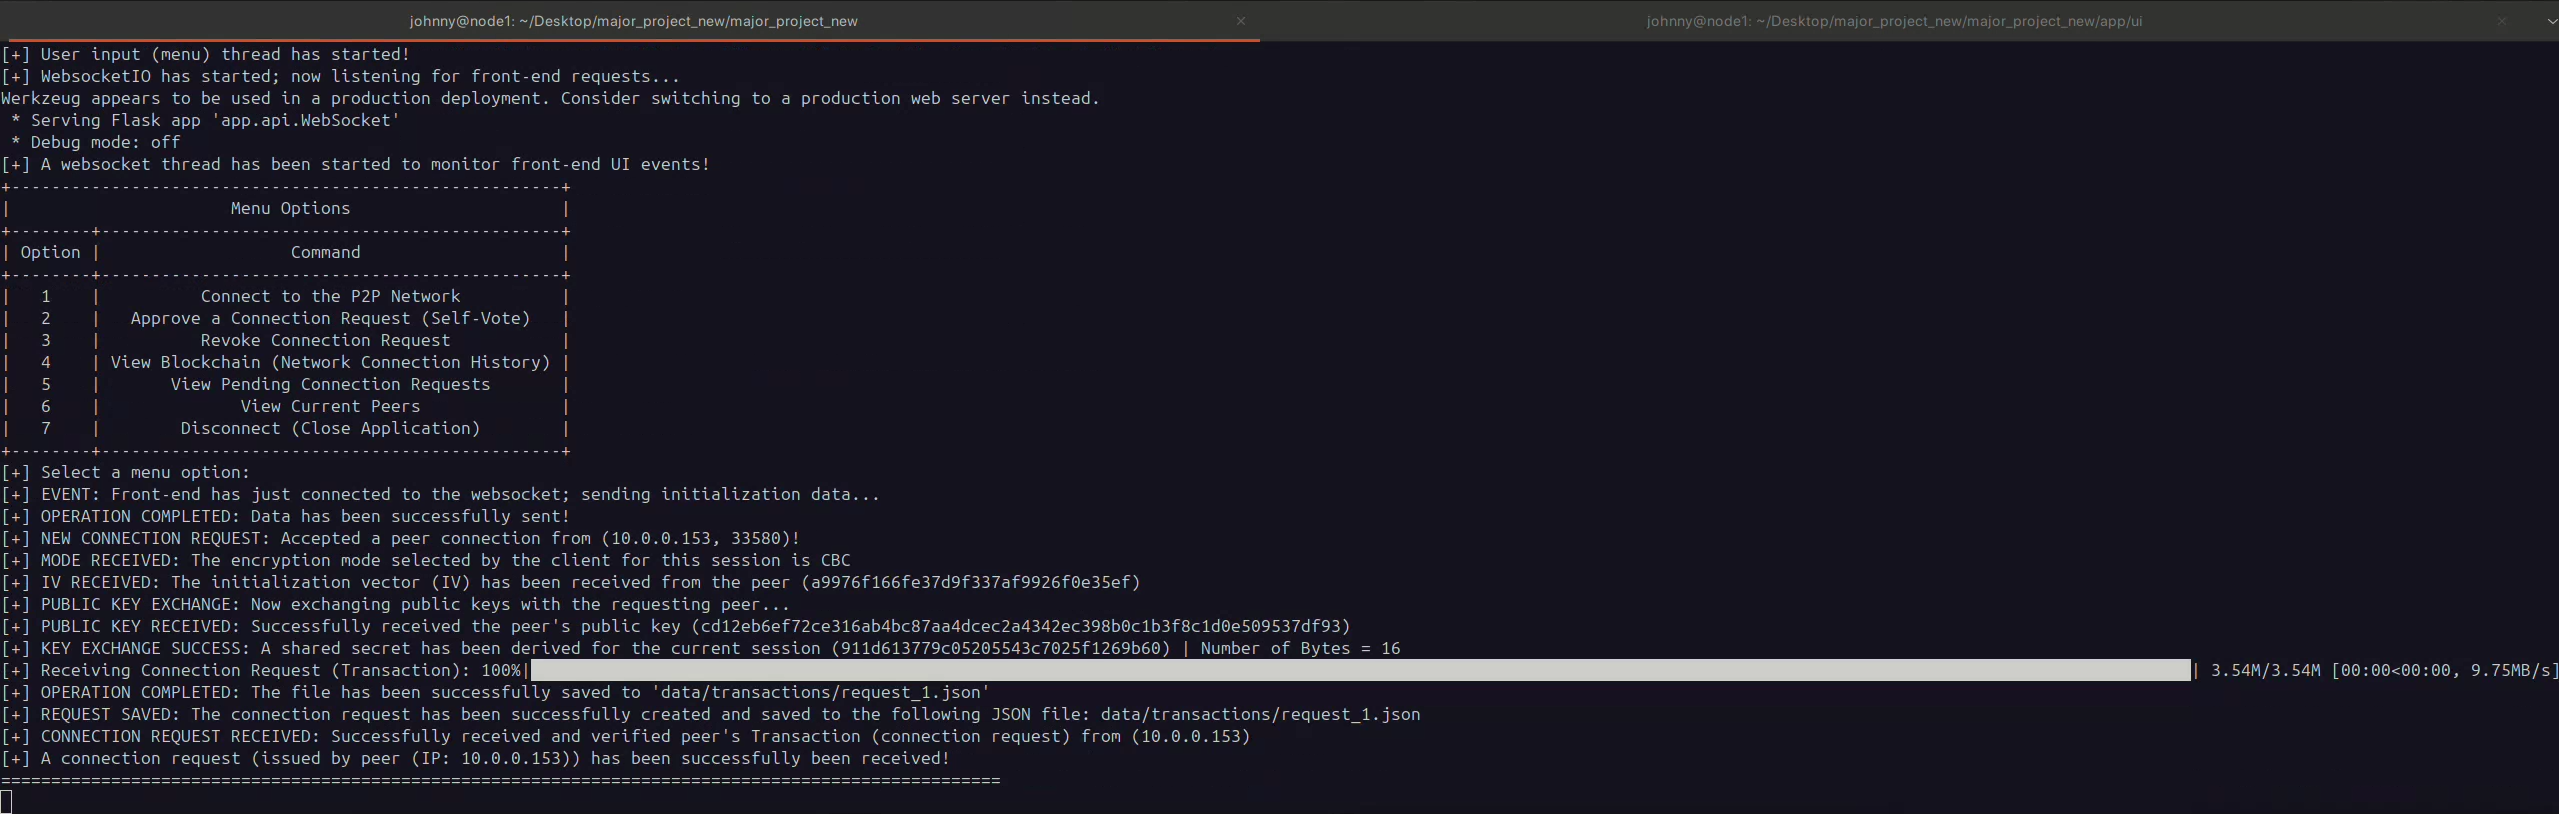 johnny@node1: ~/Desktop/major_project_new/major_project_new × johnny@node1: ~/Desktop/major_project_new/major_project_new/app/ui ×
[+] User input (menu) thread has started!
[+] WebsocketIO has started; now listening for front-end requests...
Werkzeug appears to be used in a production deployment. Consider switching to a production web server instead.
 * Serving Flask app 'app.api.WebSocket'
 * Debug mode: off
[+] A websocket thread has been started to monitor front-end UI events!
+-------------------------------------------------------+
|                      Menu Options                     |
+--------+----------------------------------------------+
| Option |                   Command                    |
+--------+----------------------------------------------+
|   1    |          Connect to the P2P Network          |
|   2    |   Approve a Connection Request (Self-Vote)   |
|   3    |          Revoke Connection Request           |
|   4    | View Blockchain (Network Connection History) |
|   5    |       View Pending Connection Requests       |
|   6    |              View Current Peers              |
|   7    |        Disconnect (Close Application)        |
+--------+----------------------------------------------+
[+] Select a menu option:
[+] EVENT: Front-end has just connected to the websocket; sending initialization data...
[+] OPERATION COMPLETED: Data has been successfully sent!
[+] NEW CONNECTION REQUEST: Accepted a peer connection from (10.0.0.153, 33580)!
[+] MODE RECEIVED: The encryption mode selected by the client for this session is CBC
[+] IV RECEIVED: The initialization vector (IV) has been received from the peer (a9976f166fe37d9f337af9926f0e35ef)
[+] PUBLIC KEY EXCHANGE: Now exchanging public keys with the requesting peer...
[+] PUBLIC KEY RECEIVED: Successfully received the peer's public key (cd12eb6ef72ce316ab4bc87aa4dcec2a4342ec398b0c1b3f8c1d0e509537df93)
[+] KEY EXCHANGE SUCCESS: A shared secret has been derived for the current session (911d613779c05205543c7025f1269b60) | Number of Bytes = 16
[+] Receiving Connection Request (Transaction): 100%| | 3.54M/3.54M [00:00<00:00, 9.75MB/s]
[+] OPERATION COMPLETED: The file has been successfully saved to 'data/transactions/request_1.json'
[+] REQUEST SAVED: The connection request has been successfully created and saved to the following JSON file: data/transactions/request_1.json
[+] CONNECTION REQUEST RECEIVED: Successfully received and verified peer's Transaction (connection request) from (10.0.0.153)
[+] A connection request (issued by peer (IP: 10.0.0.153)) has been successfully been received!
====================================================================================================